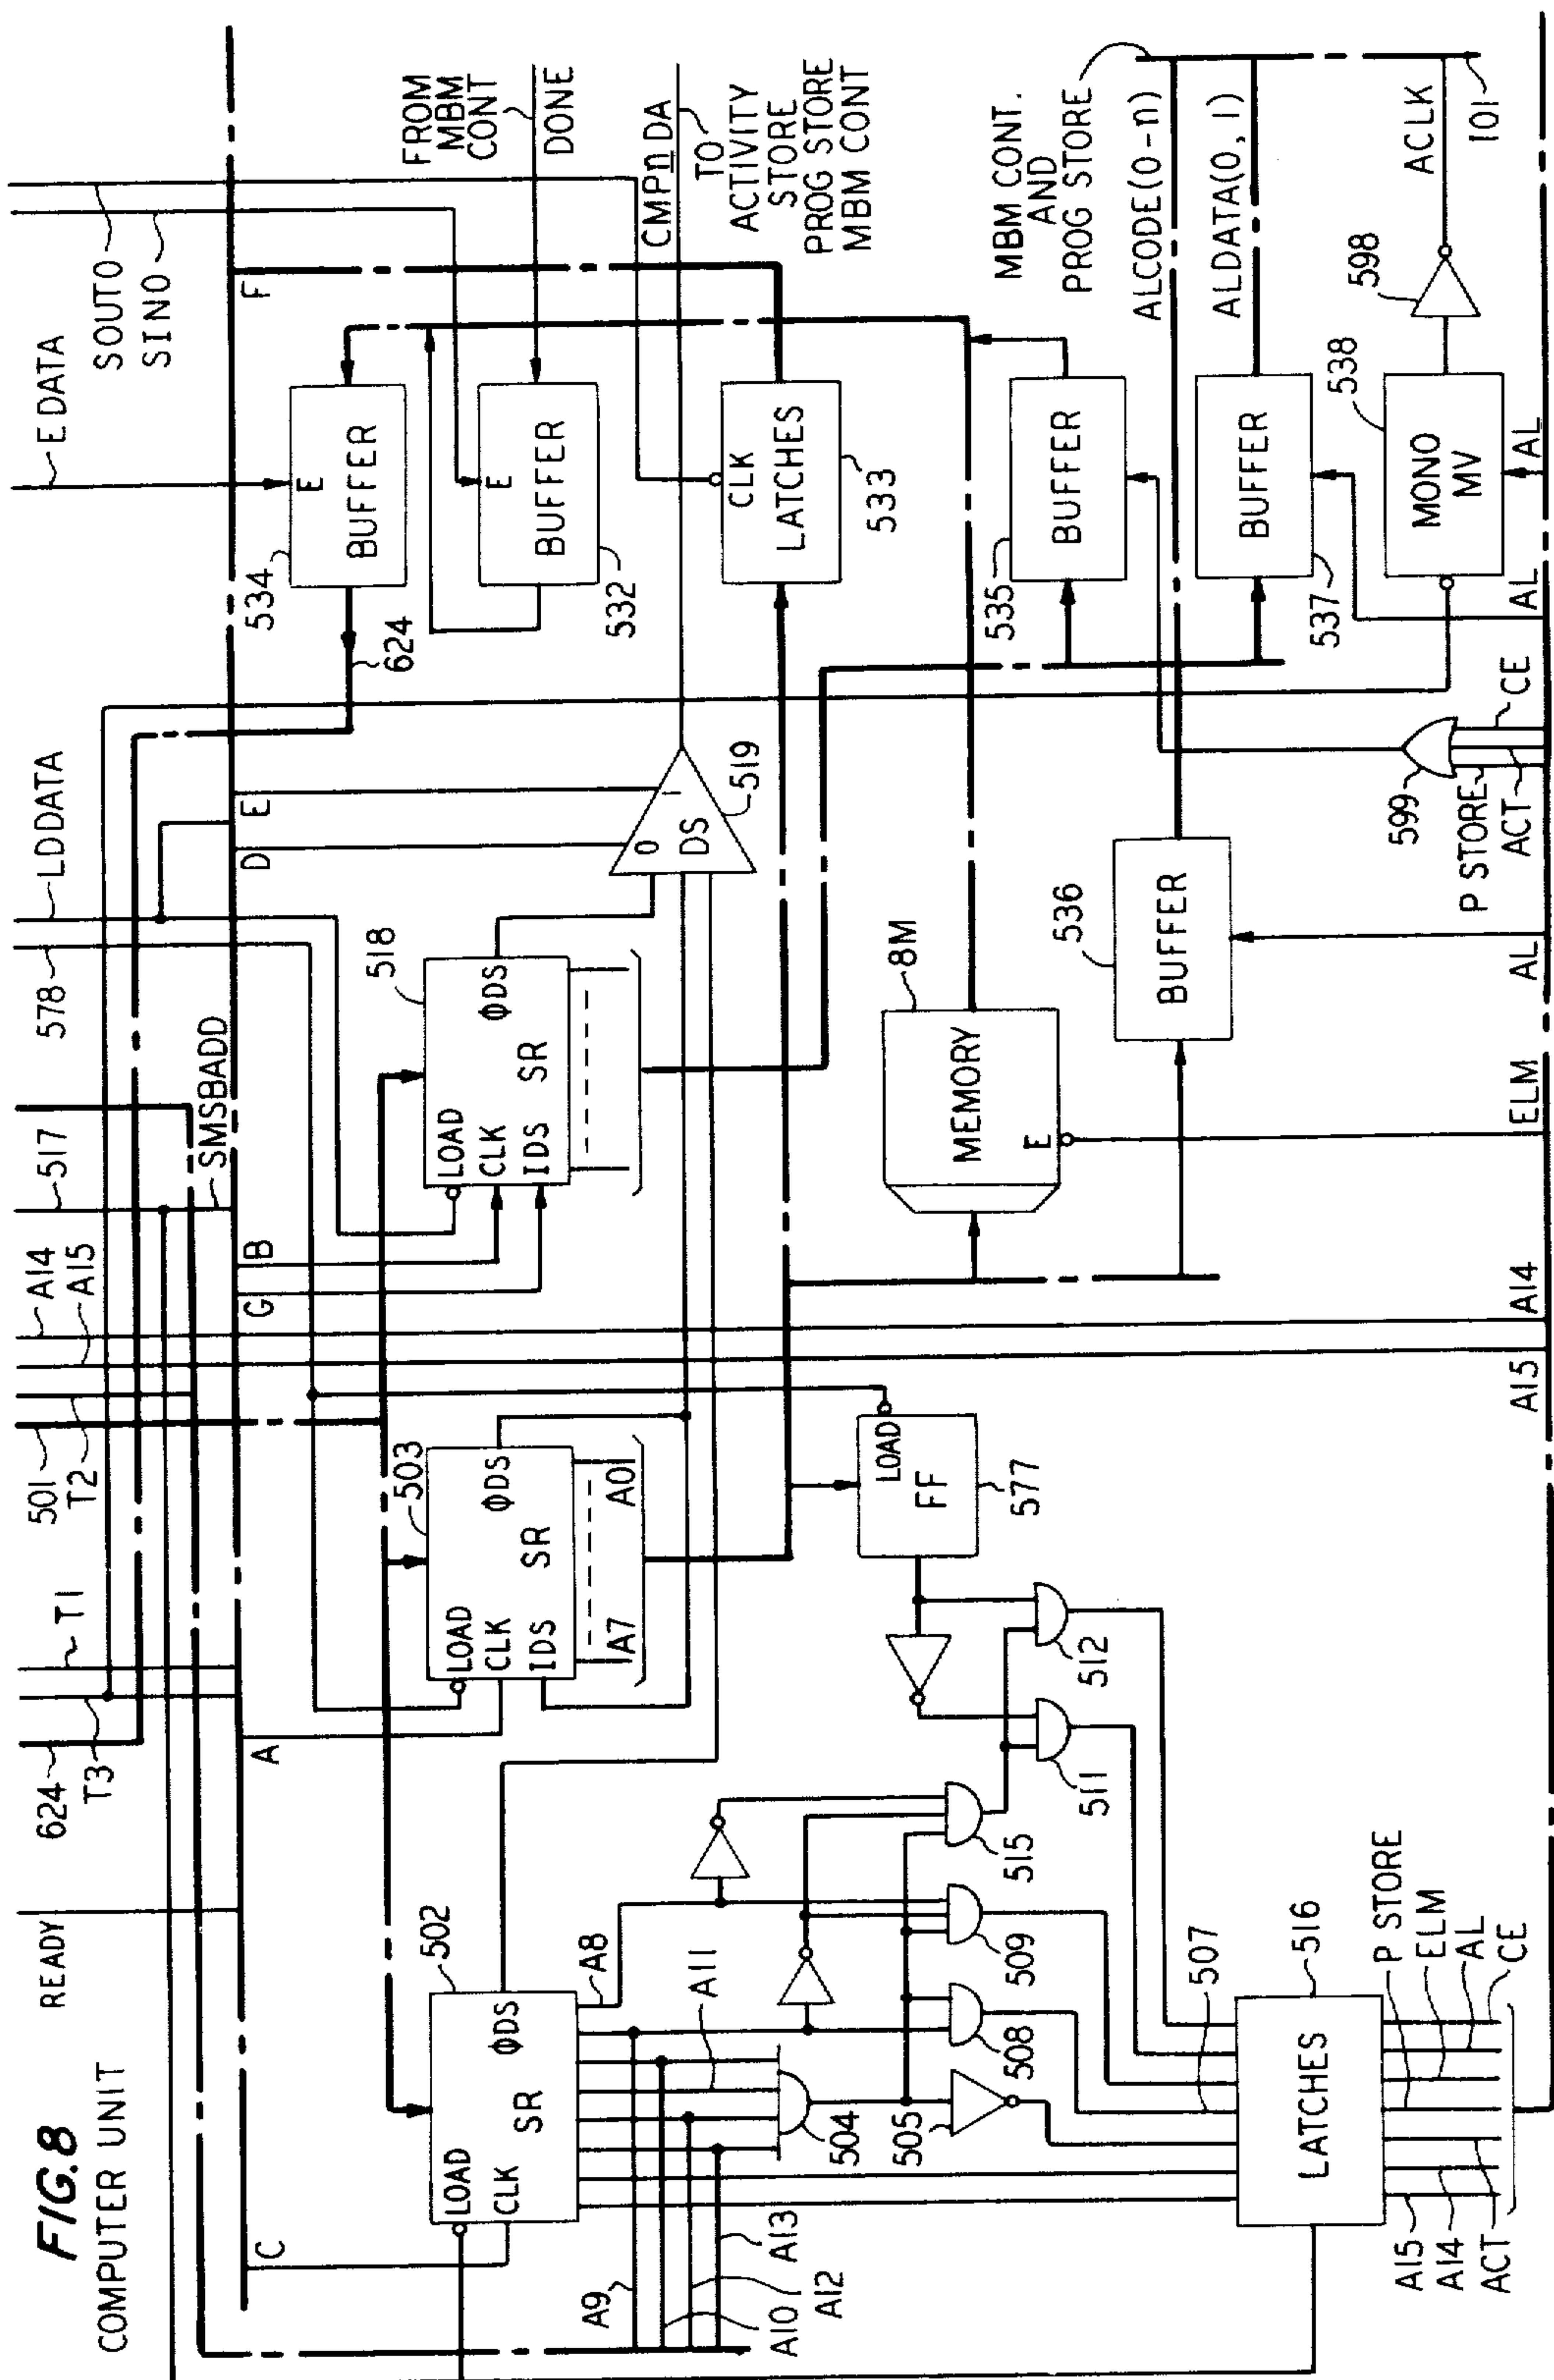 FIG.8
COMPUTER UNIT
READY
624
T3
T1
501
T2
A14
A15
517
SMSBADD
578
LDDATA
E DATA
SOUT0
SIN0
C
A
G
B
D
E
F
502
LOAD
CLK
SR
ΦDS
503
LOAD
CLK
IDS
SR
ΦDS
A7
A01
518
LOAD
CLK
IDS
SR
ΦDS
534
E
BUFFER
624
532
E
BUFFER
FROM
MBM
CONT
DONE
0
1
DS
519
CMPnDA
TO
ACTIVITY
STORE
PROG STORE
MBM CONT
CLK
LATCHES
533
A8
A11
A9
A10
A12
A13
504
505
508
509
515
511
512
507
LOAD
FF
577
8M
MEMORY
E
535
BUFFER
536
BUFFER
537
BUFFER
538
MONO
MV
598
ACLK
101
MBM CONT.
AND
PROG STORE
ALCODE(0-n)
ALDATA(0,1)
LATCHES
516
A15
A14
ACT
P STORE
ELM
AL
CE
A15
A14
ELM
AL
599
P STORE
ACT
CE
AL
AL